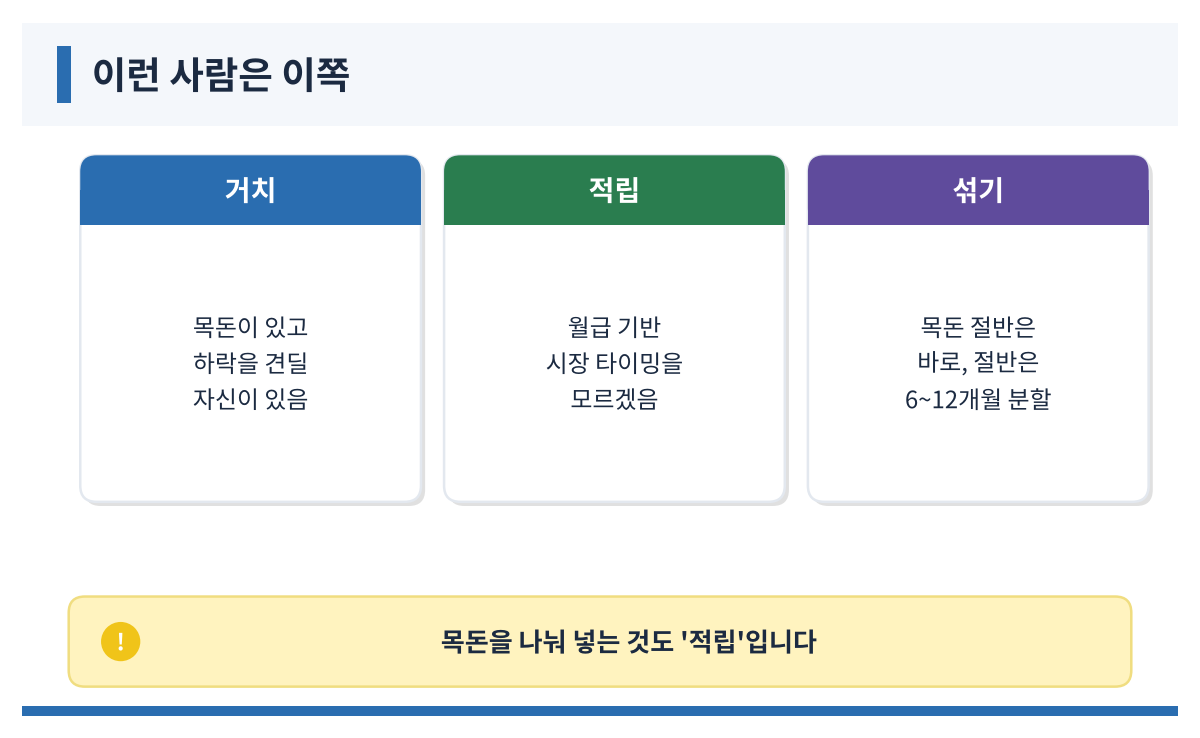 이런 사람은 이쪽
거치
목돈이 있고
하락을 견딜
자신이 있음
적립
월급 기반
시장 타이밍을
모르겠음
섞기
목돈 절반은
바로, 절반은
6~12개월 분할
!
목돈을 나눠 넣는 것도 '적립'입니다